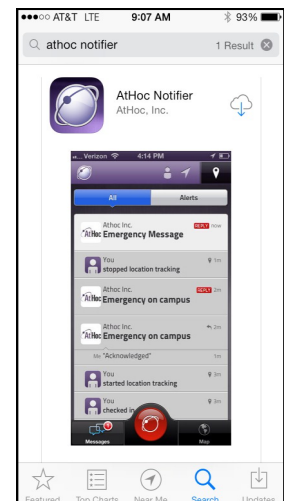 AT&T LTE 9:07 AM 93%
athoc notifier 1 Result
AtHoc Notifier
AtHoc, Inc.
Verizon 4:14 PM
All Alerts
Athoc Inc. REPLY now
AtHoc Emergency Message
You 1m
stopped location tracking
Athoc Inc. REPLY 2m
AtHoc Emergency on campus
Athoc Inc. 2m
AtHoc Emergency on campus
Me "Acknowledged" 1m
You 3m
started location tracking
You 3m
checked in
Messages Map
Featured Top Charts Near Me Search Updates